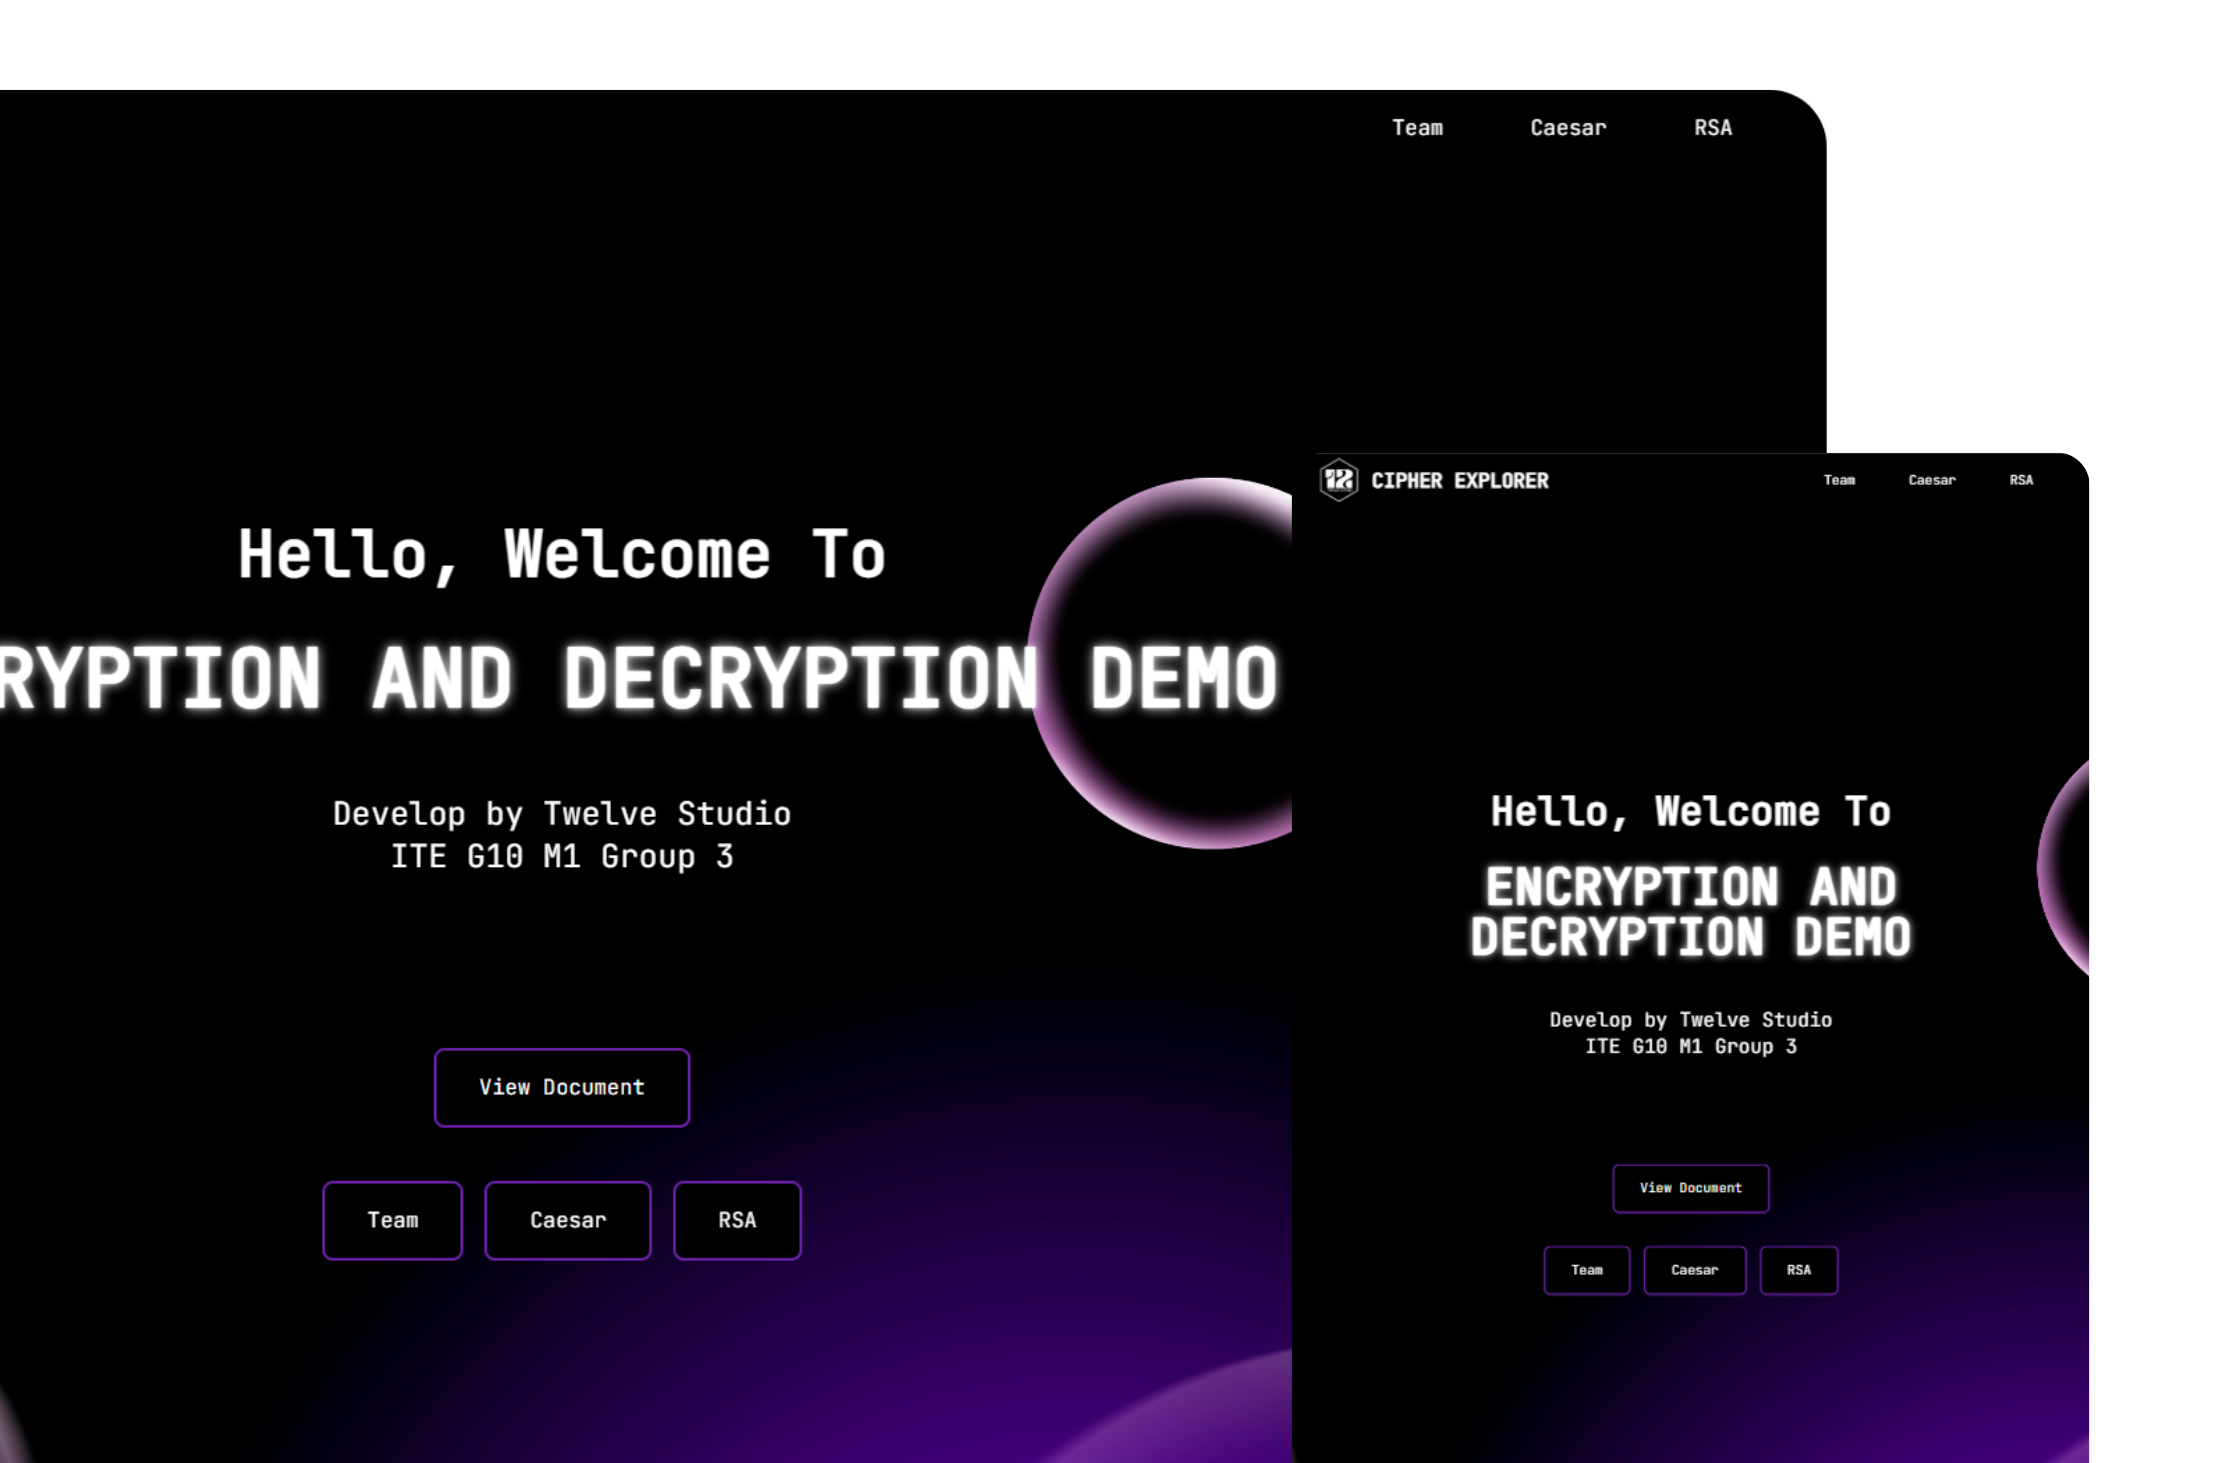 Team Caesar RSA
Hello, Welcome To
RYPTION AND DECRYPTION DEMO
Develop by Twelve Studio
ITE G10 M1 Group 3
View Document
Team Caesar RSA
12 CIPHER EXPLORER Team Caesar RSA
Hello, Welcome To
ENCRYPTION AND
DECRYPTION DEMO
Develop by Twelve Studio
ITE G10 M1 Group 3
View Document
Team Caesar RSA